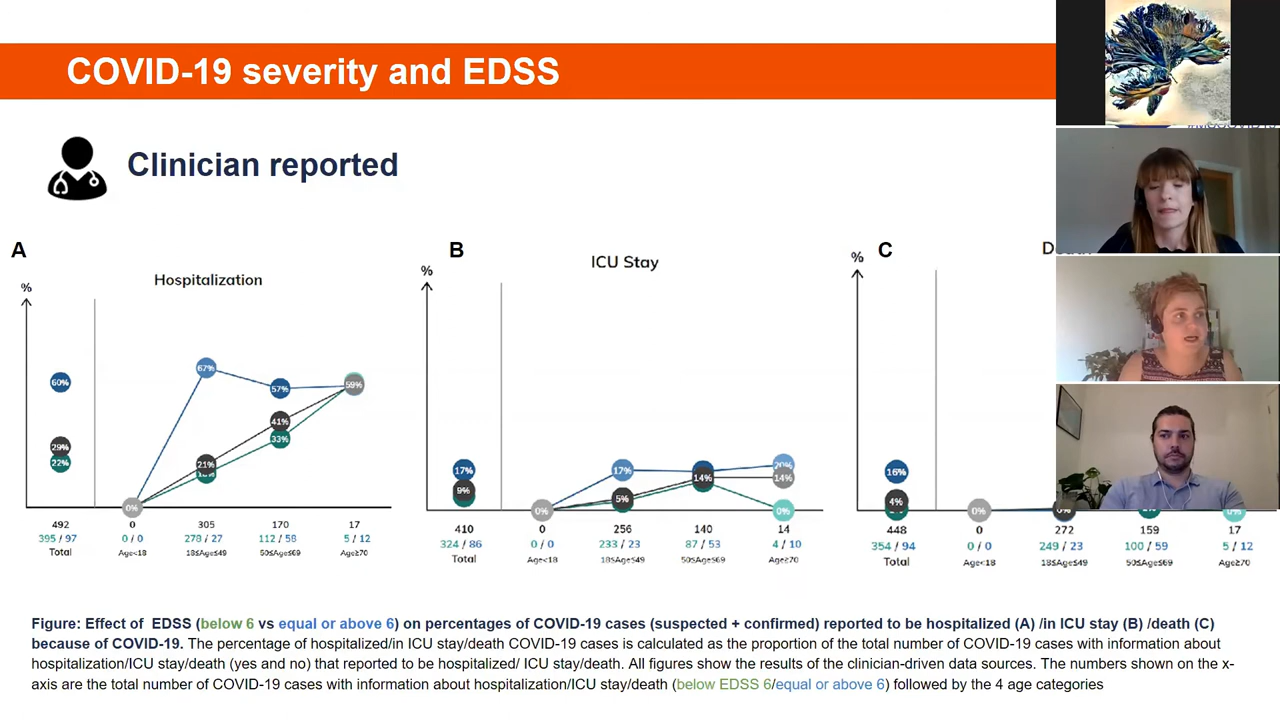 COVID-19 severity and EDSS
Clinician reported
A
Hospitalization
%
60%
29%
22%
0%
67%
21%
57%
41%
33%
59%
492
0
305
170
17
395 / 97
0 / 0
278 / 27
112 / 58
5 / 12
Total
Age<18
18≤Age≤49
50≤Age≤69
Age≥70
B
ICU Stay
%
17%
9%
0%
17%
5%
14%
20%
14%
0%
410
0
256
140
14
324 / 86
0 / 0
233 / 23
87 / 53
4 / 10
Total
Age<18
18≤Age≤49
50≤Age≤69
Age≥70
C
%
16%
4%
0%
0%
0%
448
0
272
159
17
354 / 94
0 / 0
249 / 23
100 / 59
5 / 12
Total
Age<18
18≤Age≤49
50≤Age≤69
Age≥70
Figure: Effect of EDSS (below 6 vs equal or above 6) on percentages of COVID-19 cases (suspected + confirmed) reported to be hospitalized (A) /in ICU stay (B) /death (C)
because of COVID-19. The percentage of hospitalized/in ICU stay/death COVID-19 cases is calculated as the proportion of the total number of COVID-19 cases with information about
hospitalization/ICU stay/death (yes and no) that reported to be hospitalized/ ICU stay/death. All figures show the results of the clinician-driven data sources. The numbers shown on the x-
axis are the total number of COVID-19 cases with information about hospitalization/ICU stay/death (below EDSS 6/equal or above 6) followed by the 4 age categories